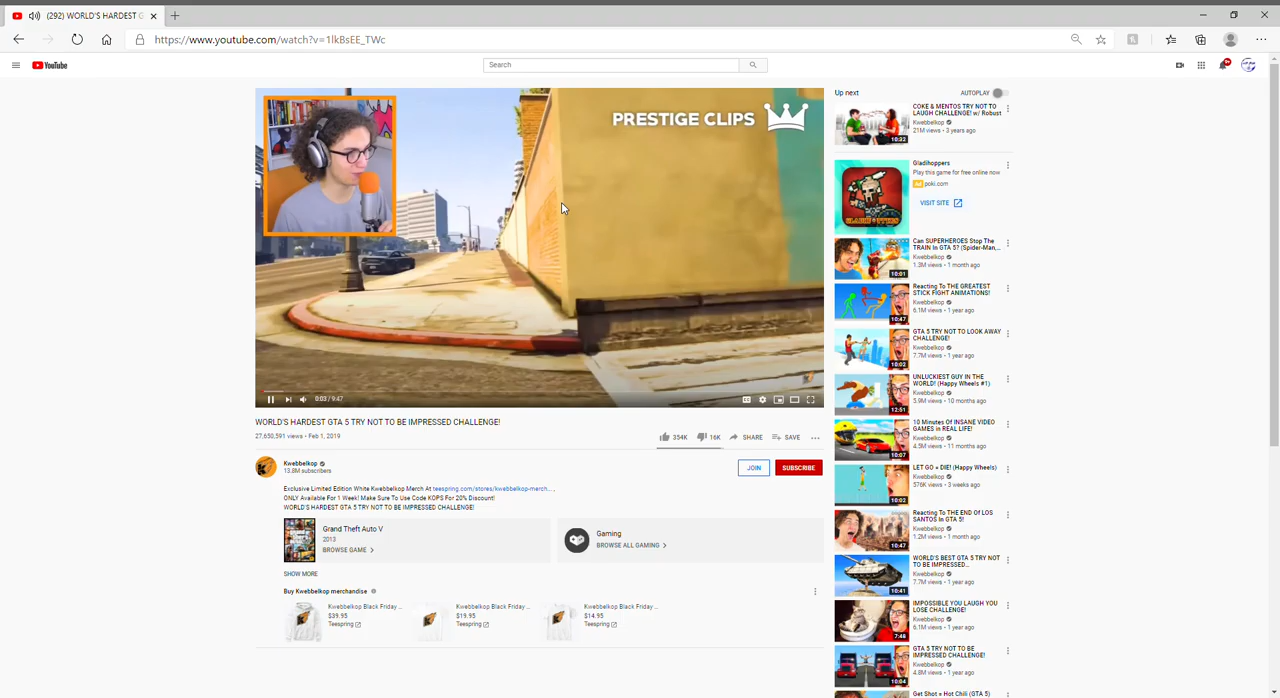 (292) WORLD'S HARDEST G
https://www.youtube.com/watch?v=1lkBsEE_TWc
YouTube
Search
9+
PRESTIGE CLIPS
0:03 / 9:47
WORLD'S HARDEST GTA 5 TRY NOT TO BE IMPRESSED CHALLENGE!
27,650,591 views • Feb 1, 2019
354K
16K
SHARE
SAVE
Kwebbelkop
13.8M subscribers
JOIN
SUBSCRIBE
Exclusive Limited Edition White Kwebbelkop Merch At teespring.com/stores/kwebbelkop-merch... ,
ONLY Available For 1 Week! Make Sure To Use Code KOPS For 20% Discount!
WORLD'S HARDEST GTA 5 TRY NOT TO BE IMPRESSED CHALLENGE!
Grand Theft Auto V
2013
BROWSE GAME
Gaming
BROWSE ALL GAMING
SHOW MORE
Buy Kwebbelkop merchandise
Kwebbelkop Black Friday ...
$39.95
Teespring
Kwebbelkop Black Friday ...
$19.95
Teespring
Kwebbelkop Black Friday ...
$14.95
Teespring
Up next
AUTOPLAY
COKE & MENTOS TRY NOT TO
LAUGH CHALLENGE! w/ Robust
Kwebbelkop
21M views • 3 years ago
10:32
Gladihoppers
Play this game for free online now
Ad poki.com
VISIT SITE
Can SUPERHEROES Stop The
TRAIN In GTA 5? (Spider-Man,...
Kwebbelkop
1.3M views • 1 month ago
10:01
Reacting To THE GREATEST
STICK FIGHT ANIMATIONS!
Kwebbelkop
6.1M views • 1 year ago
10:47
GTA 5 TRY NOT TO LOOK AWAY
CHALLENGE!
Kwebbelkop
7.7M views • 1 year ago
10:02
UNLUCKIEST GUY IN THE
WORLD! (Happy Wheels #1)
Kwebbelkop
5.9M views • 10 months ago
12:51
10 Minutes Of INSANE VIDEO
GAMES in REAL LIFE!
Kwebbelkop
4.5M views • 11 months ago
10:07
LET GO = DIE! (Happy Wheels)
Kwebbelkop
576K views • 3 weeks ago
10:02
Reacting To THE END Of LOS
SANTOS In GTA 5!
Kwebbelkop
1.2M views • 1 month ago
10:47
WORLD'S BEST GTA 5 TRY NOT
TO BE IMPRESSED...
Kwebbelkop
7.7M views • 1 year ago
10:41
IMPOSSIBLE YOU LAUGH YOU
LOSE CHALLENGE!
Kwebbelkop
6.1M views • 1 year ago
7:48
GTA 5 TRY NOT TO BE
IMPRESSED CHALLENGE!
Kwebbelkop
4.8M views • 1 year ago
10:04
Get Shot = Hot Chili (GTA 5)